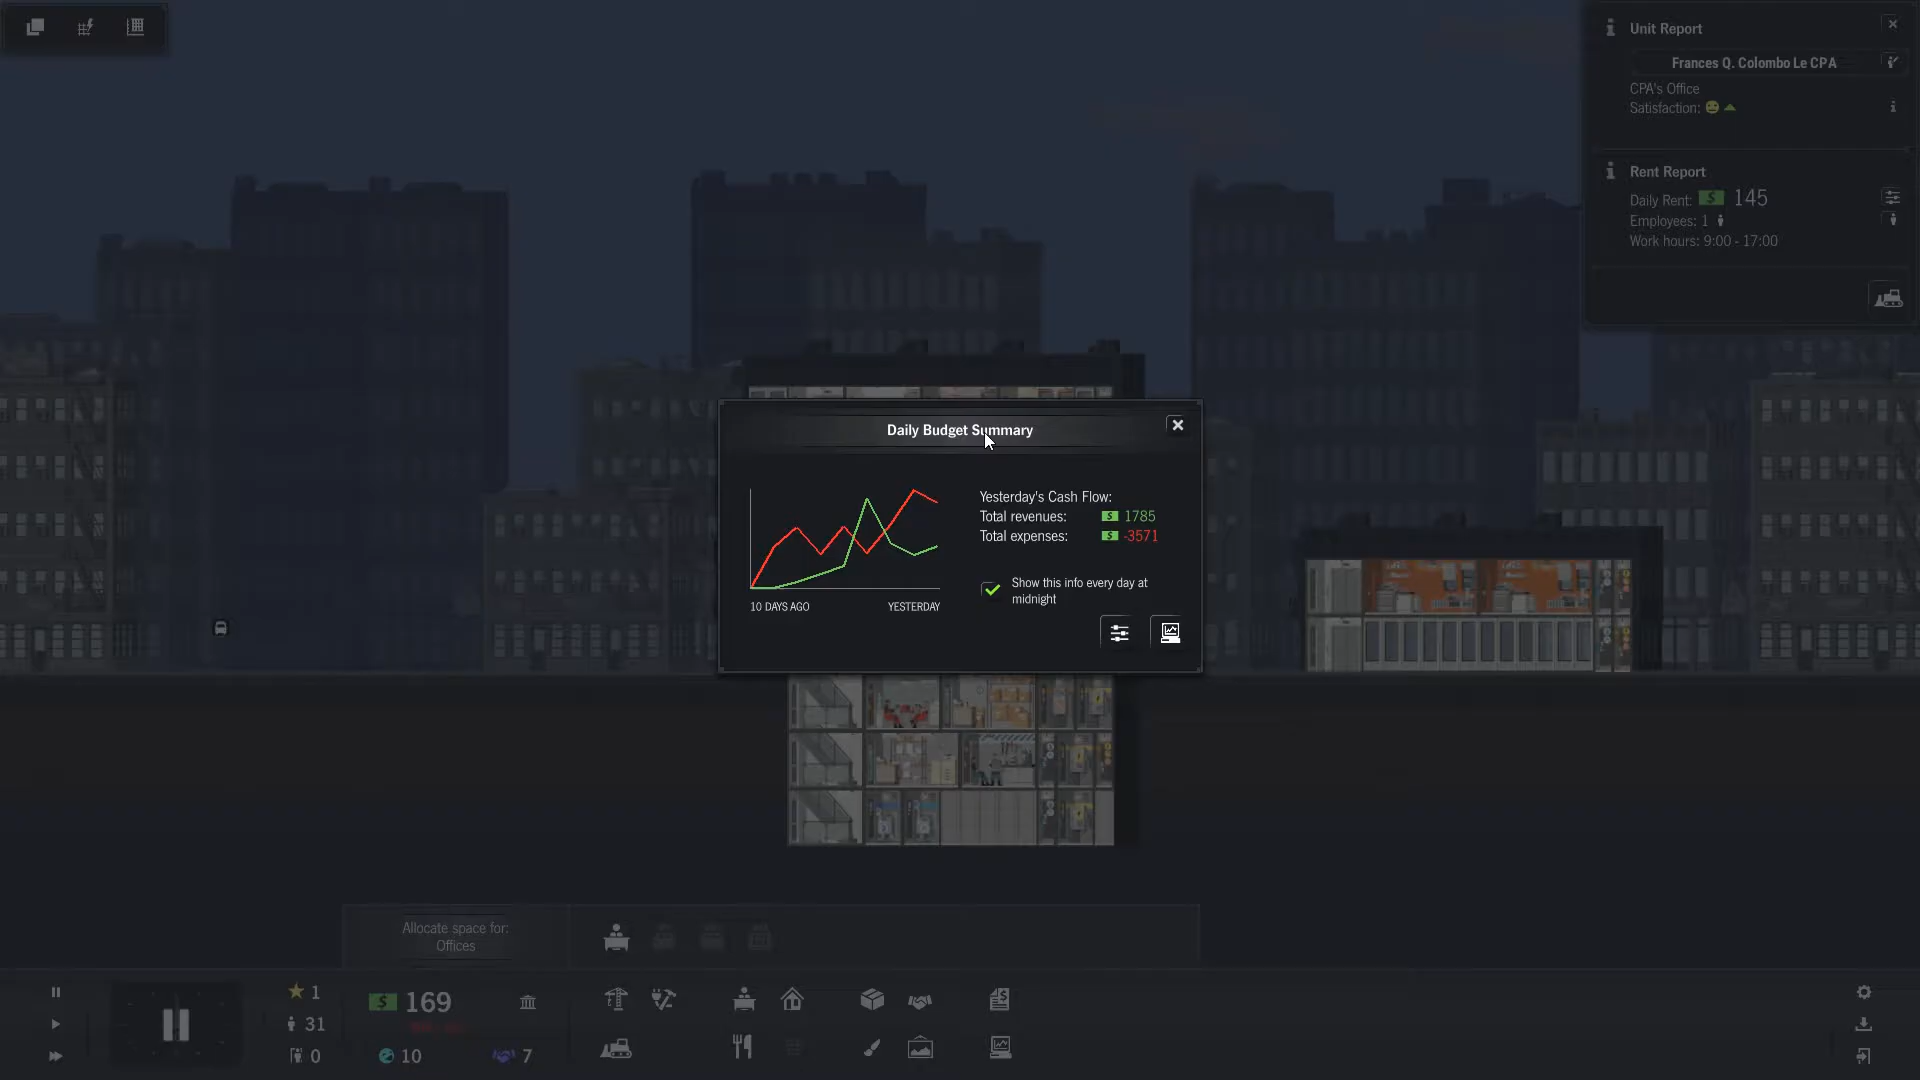 Unit Report
Frances Q. Colombo Le CPA
CPA's Office
Satisfaction:
Rent Report
Daily Rent: $ 145
Employees: 1
Work hours: 9:00 - 17:00
Daily Budget Summary
Yesterday's Cash Flow:
Total revenues: $ 1785
Total expenses: $ -3571
Show this info every day at
midnight
10 DAYS AGO
YESTERDAY
Allocate space for:
Offices
1
$ 169
31
0
10
7